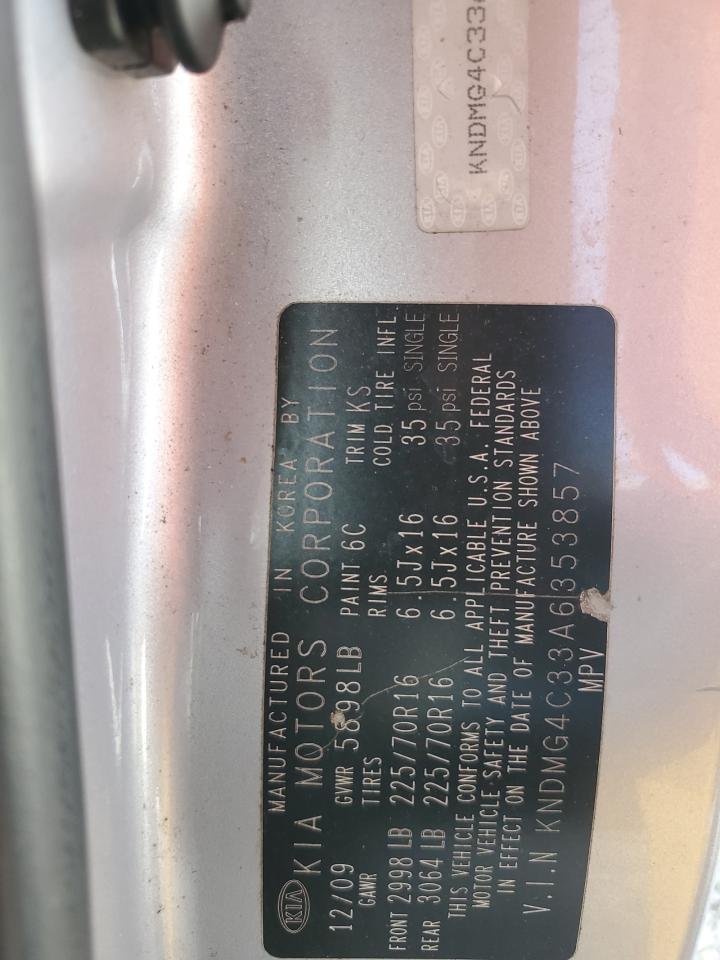 KNDMG4C33
MANUFACTURED IN KOREA BY
KIA KIA MOTORS CORPORATION
12/09 GVWR 5898LB PAINT 6C TRIM KS
GAWR TIRES RIMS COLD TIRE INFL.
FRONT 2998 LB 225/70R16 6.5Jx16 35 psi SINGLE
REAR 3064 LB 225/70R16 6.5Jx16 35 psi SINGLE
THIS VEHICLE CONFORMS TO ALL APPLICABLE U.S.A. FEDERAL
MOTOR VEHICLE SAFETY AND THEFT PREVENTION STANDARDS
IN EFFECT ON THE DATE OF MANUFACTURE SHOWN ABOVE
V.I.N KNDMG4C33A6353857
MPV